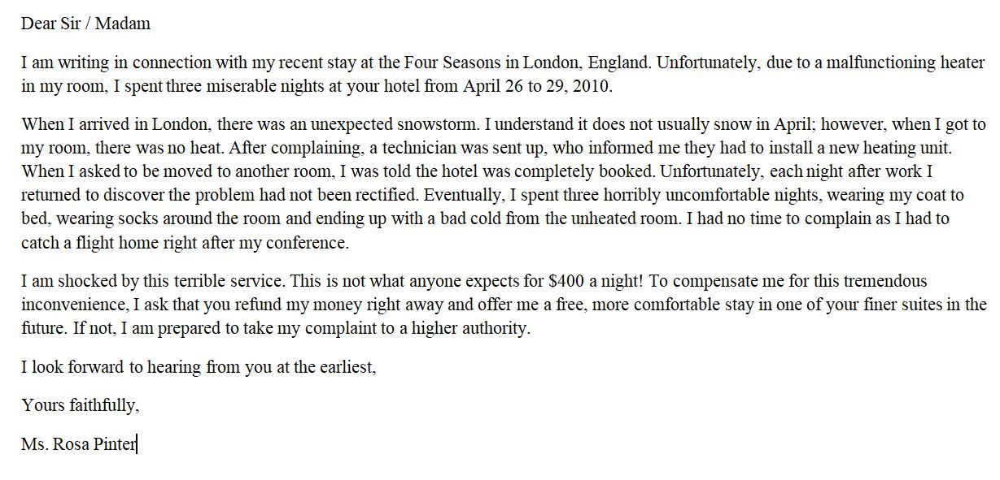 Dear Sir / Madam
I am writing in connection with my recent stay at the Four Seasons in London, England. Unfortunately, due to a malfunctioning heater
in my room, I spent three miserable nights at your hotel from April 26 to 29, 2010.
When I arrived in London, there was an unexpected snowstorm. I understand it does not usually snow in April; however, when I got to
my room, there was no heat. After complaining, a technician was sent up, who informed me they had to install a new heating unit.
When I asked to be moved to another room, I was told the hotel was completely booked. Unfortunately, each night after work I
returned to discover the problem had not been rectified. Eventually, I spent three horribly uncomfortable nights, wearing my coat to
bed, wearing socks around the room and ending up with a bad cold from the unheated room. I had no time to complain as I had to
catch a flight home right after my conference.
I am shocked by this terrible service. This is not what anyone expects for $400 a night! To compensate me for this tremendous
inconvenience, I ask that you refund my money right away and offer me a free, more comfortable stay in one of your finer suites in the
future. If not, I am prepared to take my complaint to a higher authority.
I look forward to hearing from you at the earliest,
Yours faithfully,
Ms. Rosa Pinter